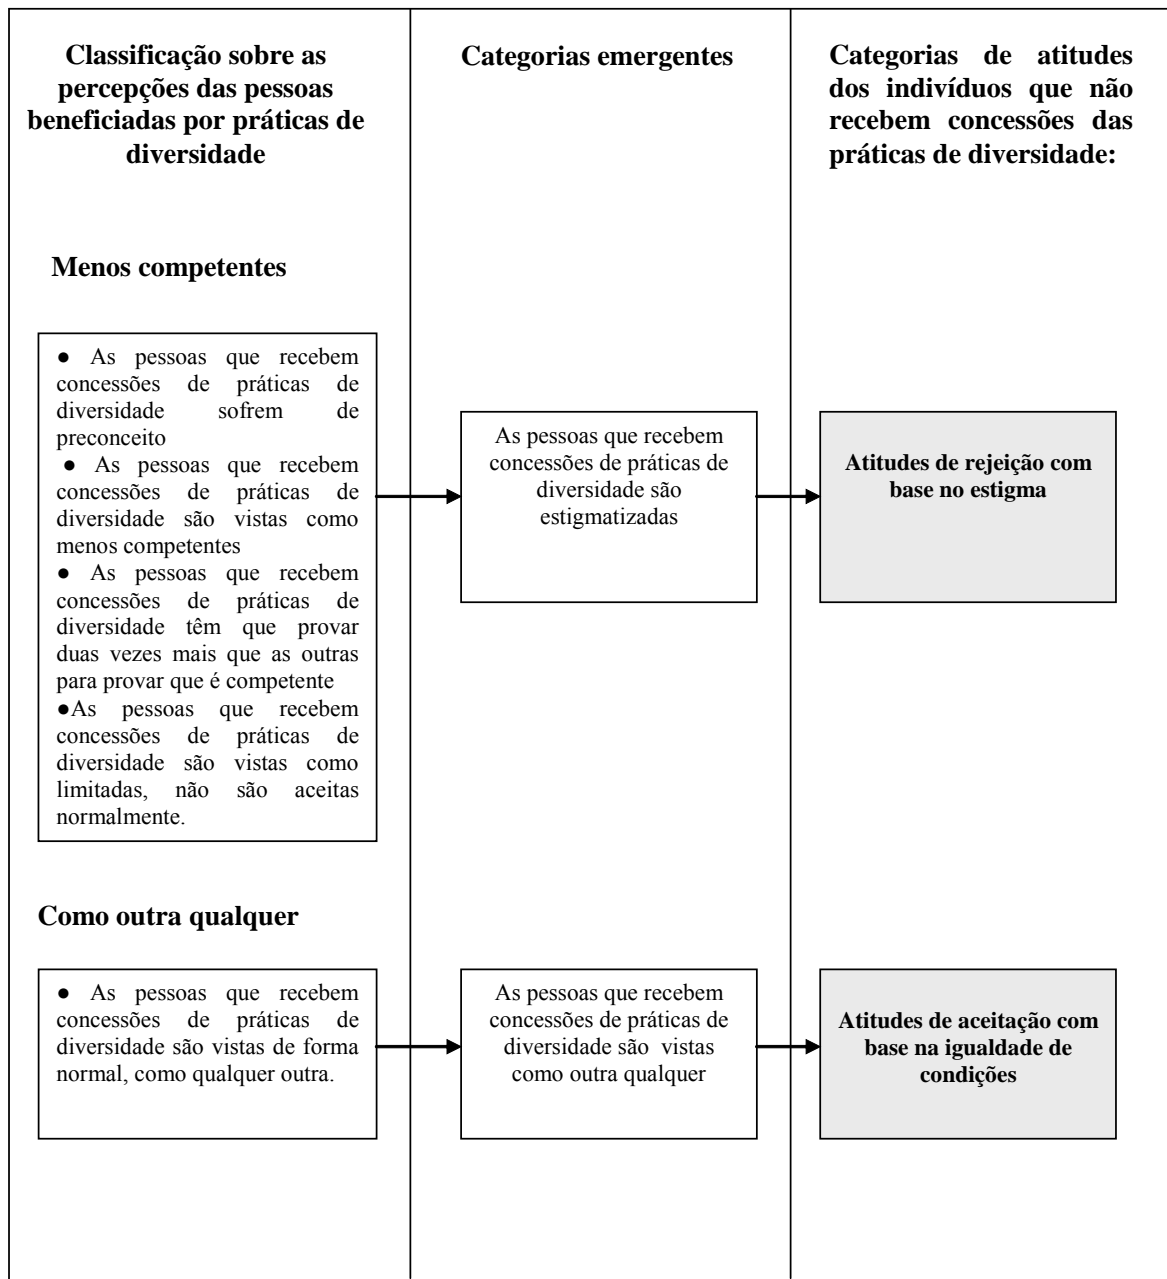 Classificação sobre as
percepções das pessoas
beneficiadas por práticas de
diversidade
Categorias emergentes
Categorias de atitudes
dos indivíduos que não
recebem concessões das
práticas de diversidade:
Menos competentes
● As pessoas que recebem
concessões de práticas de
diversidade sofrem de
preconceito
● As pessoas que recebem
concessões de práticas de
diversidade são vistas como
menos competentes
● As pessoas que recebem
concessões de práticas de
diversidade têm que provar
duas vezes mais que as outras
para provar que é competente
●As pessoas que recebem
concessões de práticas de
diversidade são vistas como
limitadas, não são aceitas
normalmente.
As pessoas que recebem
concessões de práticas de
diversidade são
estigmatizadas
Atitudes de rejeição com
base no estigma
Como outra qualquer
● As pessoas que recebem
concessões de práticas de
diversidade são vistas de forma
normal, como qualquer outra.
As pessoas que recebem
concessões de práticas de
diversidade são vistas
como outra qualquer
Atitudes de aceitação com
base na igualdade de
condições